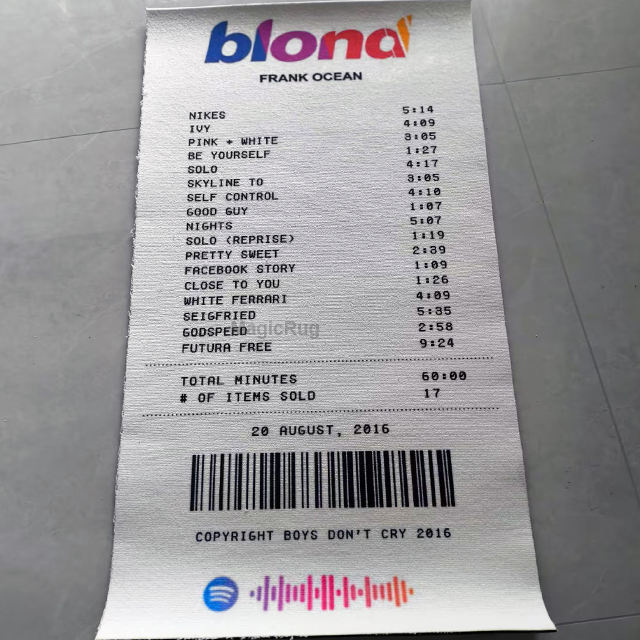 blond
FRANK OCEAN
NIKES 5:14
IVY 4:09
PINK + WHITE 3:05
BE YOURSELF 1:27
SOLO 4:17
SKYLINE TO 3:05
SELF CONTROL 4:10
GOOD GUY 1:07
NIGHTS 5:07
SOLO (REPRISE) 1:19
PRETTY SWEET 2:39
FACEBOOK STORY 1:09
CLOSE TO YOU 1:26
WHITE FERRARI 4:09
SEIGFRIED 5:35
GODSPEED 2:58
MagicRug
FUTURA FREE 9:24
TOTAL MINUTES 60:00
# OF ITEMS SOLD 17
20 AUGUST, 2016
COPYRIGHT BOYS DON'T CRY 2016